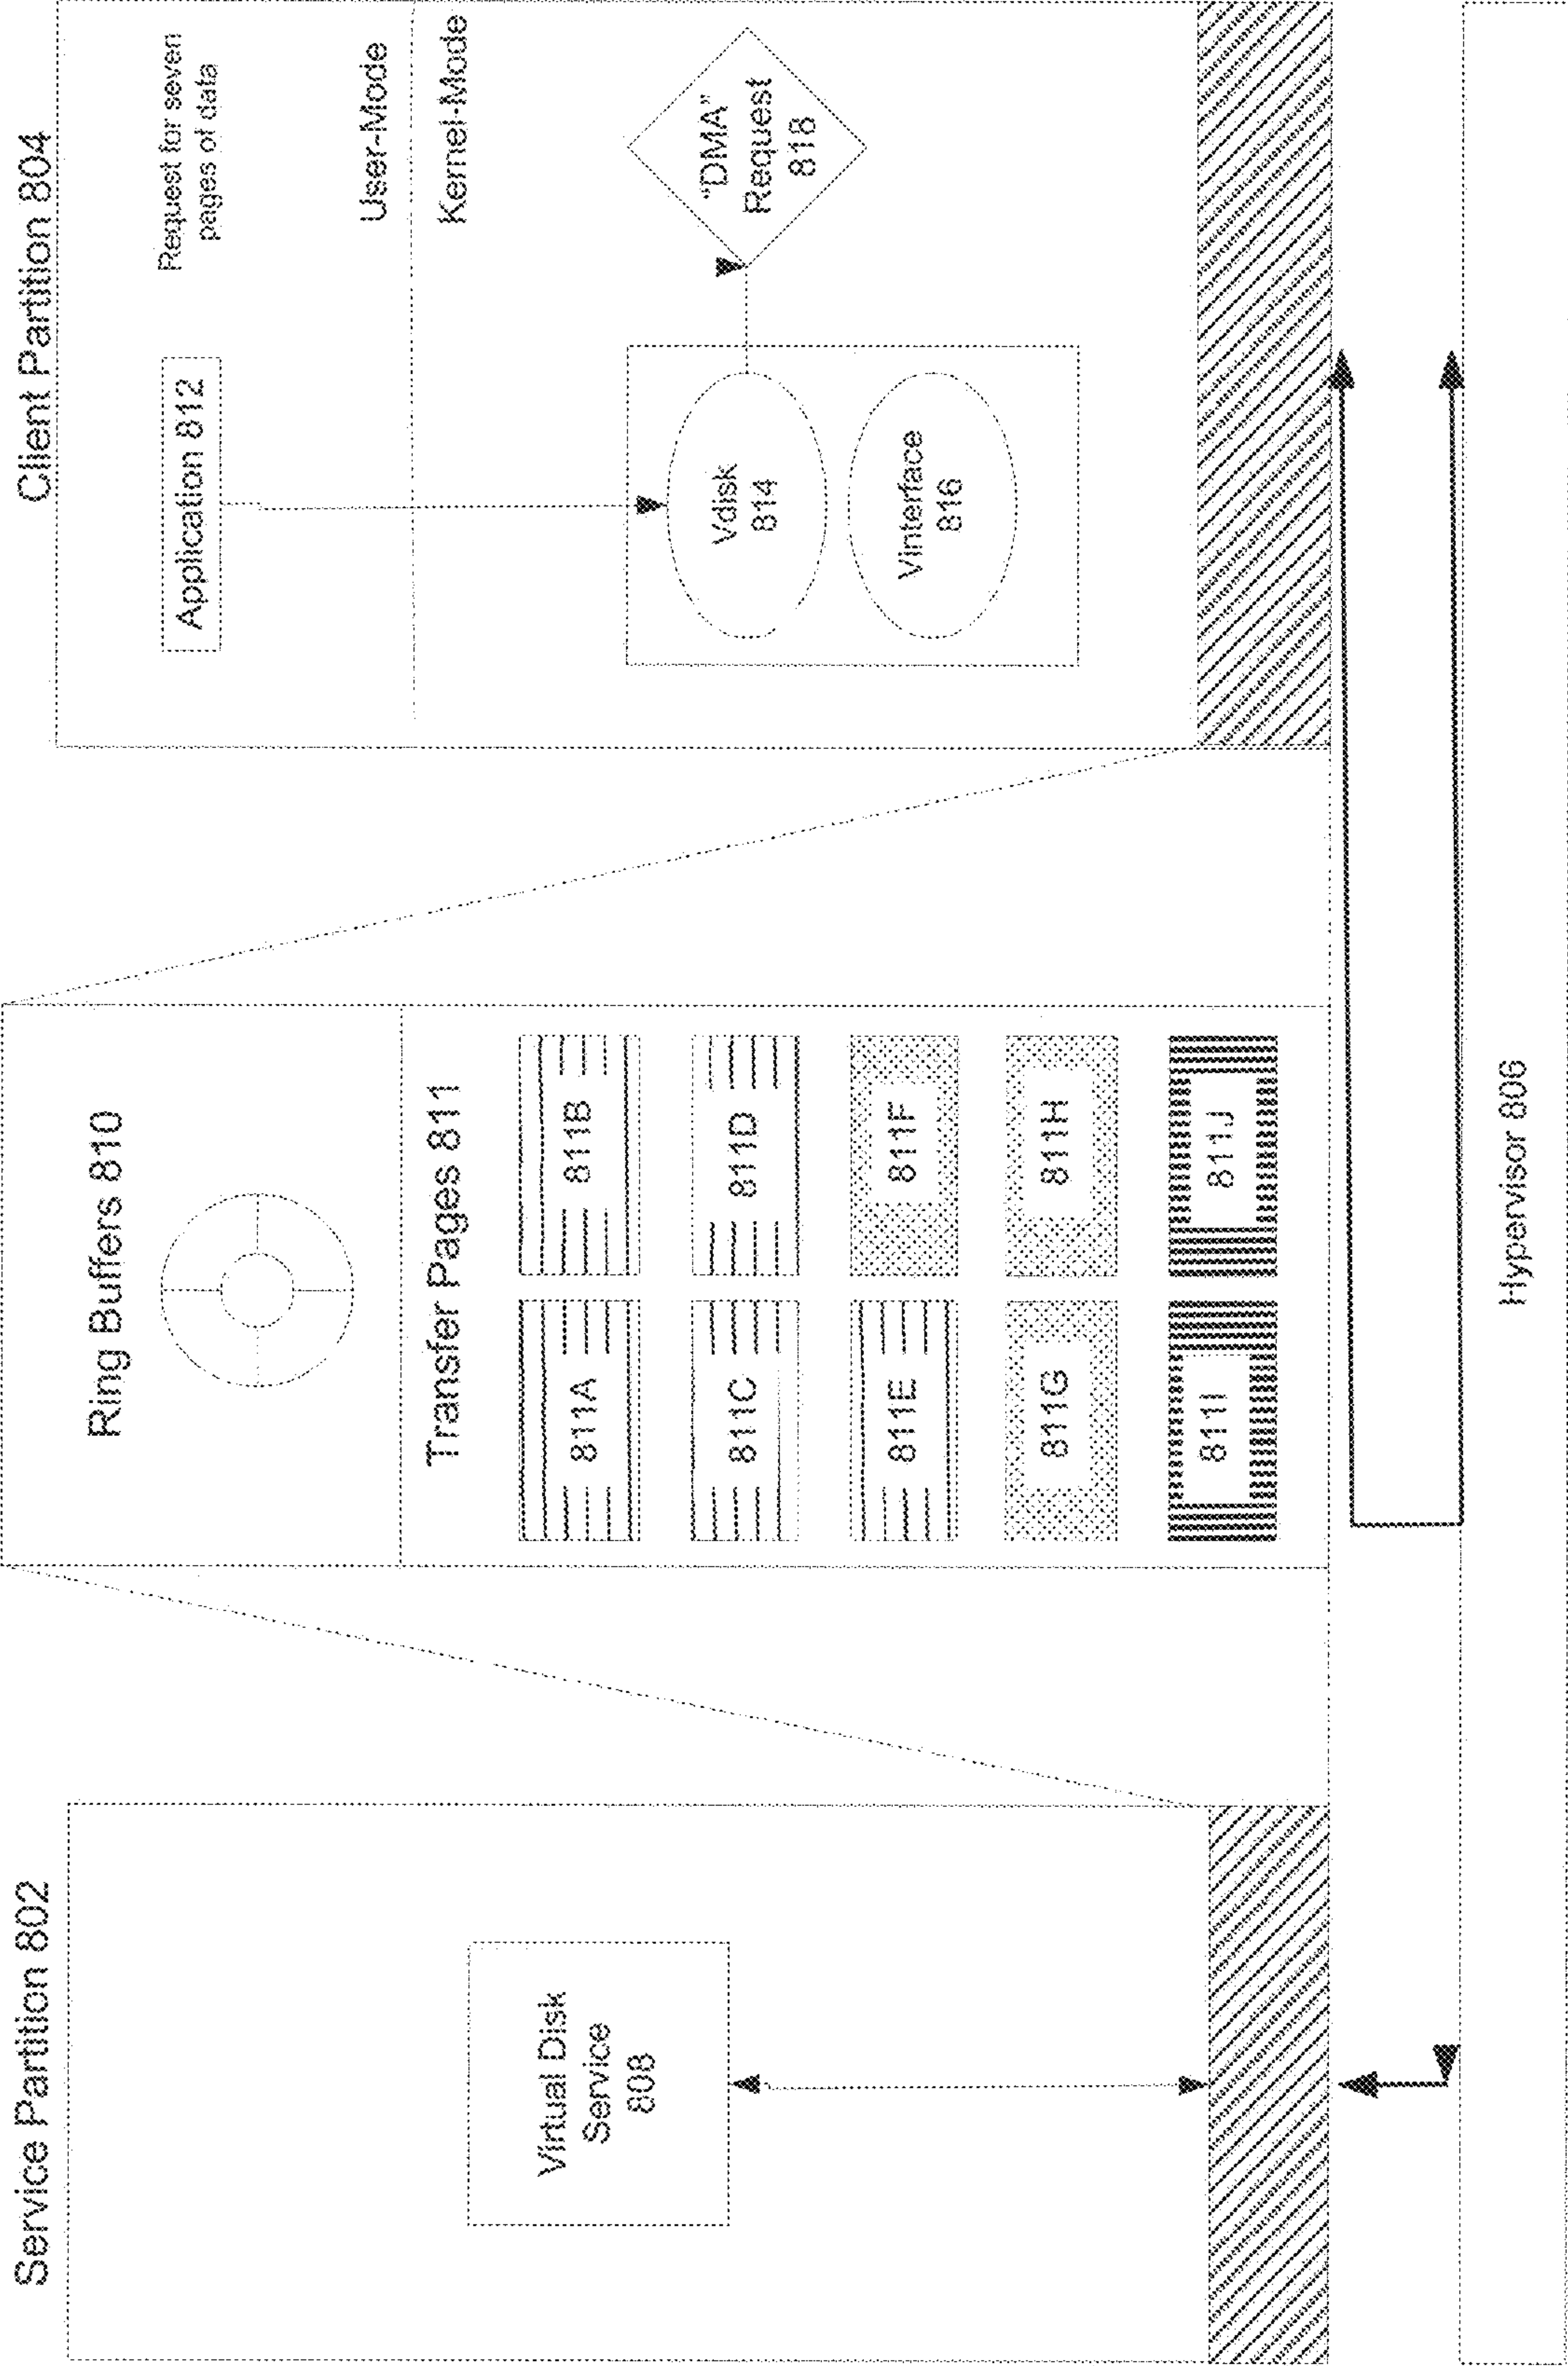 Service Partition 802
Virtual Disk
Service
808
Ring Buffers 810
Transfer Pages 811
811A
811B
811C
811D
811E
811F
811G
811H
811I
811J
Client Partition 804
Application 812
Request for seven
pages of data
User-Mode
Kernel-Mode
Vdisk
814
Vinterface
816
"DMA"
Request
818
Hypervisor 806